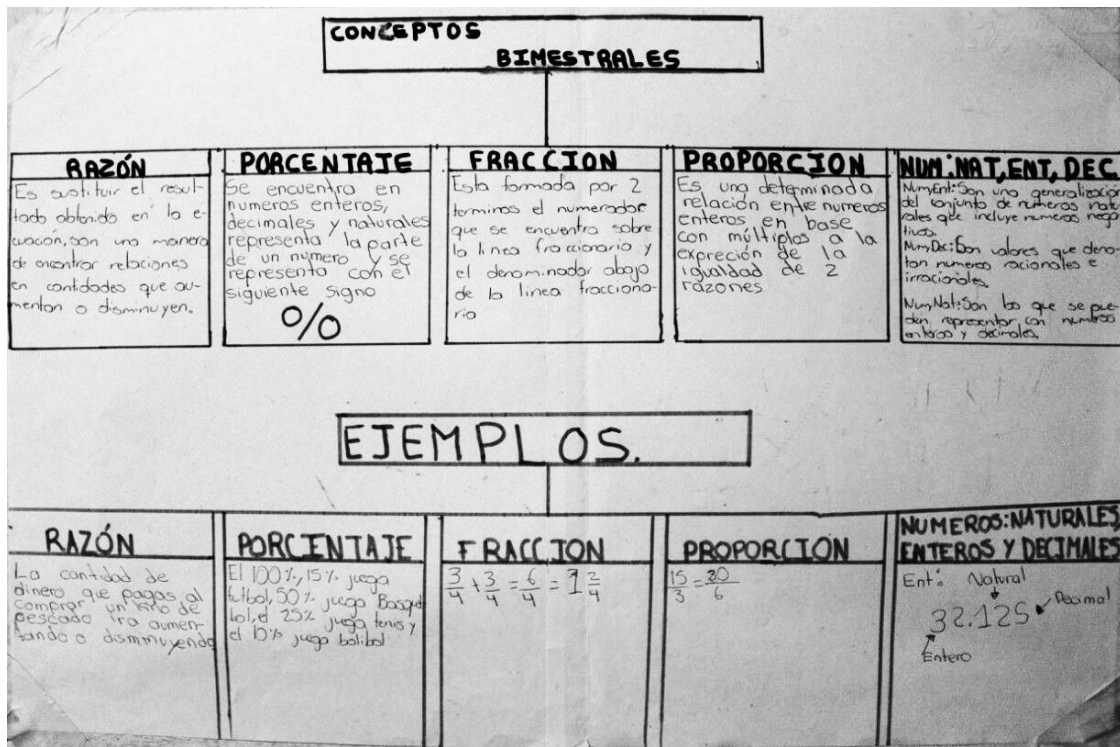 CONCEPTOS
BIMESTRALES
RAZÓN
Es sustituir el resul-
tado obtenido en la e-
cuación, son una manera
de encontrar relaciones
en cantidades que au-
mentan o disminuyen.
PORCENTAJE
Se encuentra en
numeros enteros,
decimales y naturales
representa la parte
de un numero y se
representa con el
siguiente signo
%
FRACCION
Esta formada por 2
terminos el numerador
que se encuentra sobre
la linea fraccionaria y
el denominador abajo
de la linea fracciona-
ria
PROPORCION
Es una determinada
relación entre numeros
enteros en base
con múltiplos a la
expreción de la
igualdad de 2
razones
NUM: NAT, ENT, DEC.
Num,Ent: Son una generalización
del conjunto de numeros natu-
rales que incluye numeros nega-
tivos.
Num,Dec: Son valores que deno-
tan numeros racionales e
irracionales.
Num,Nat: Son los que se pue-
den representar con numeros
enteros y decimales.
EJEMPLOS.
RAZÓN
La cantidad de
dinero que pagas al
comprar un kilo de
pescado ira aumen-
tando o disminuyendo
PORCENTAJE
El 100%, 15% juega
futbol, 50% juega Basquet
bol, el 25% juega tenis y
el 10% juega bolibol
FRACCION
3/4 + 3/4 = 6/4 = 1 2/4
PROPORCION
15/3 =
/6
NUMEROS: NATURALES
ENTEROS Y DECIMALES
Ent: Natural
32.125 Decimal
Entero